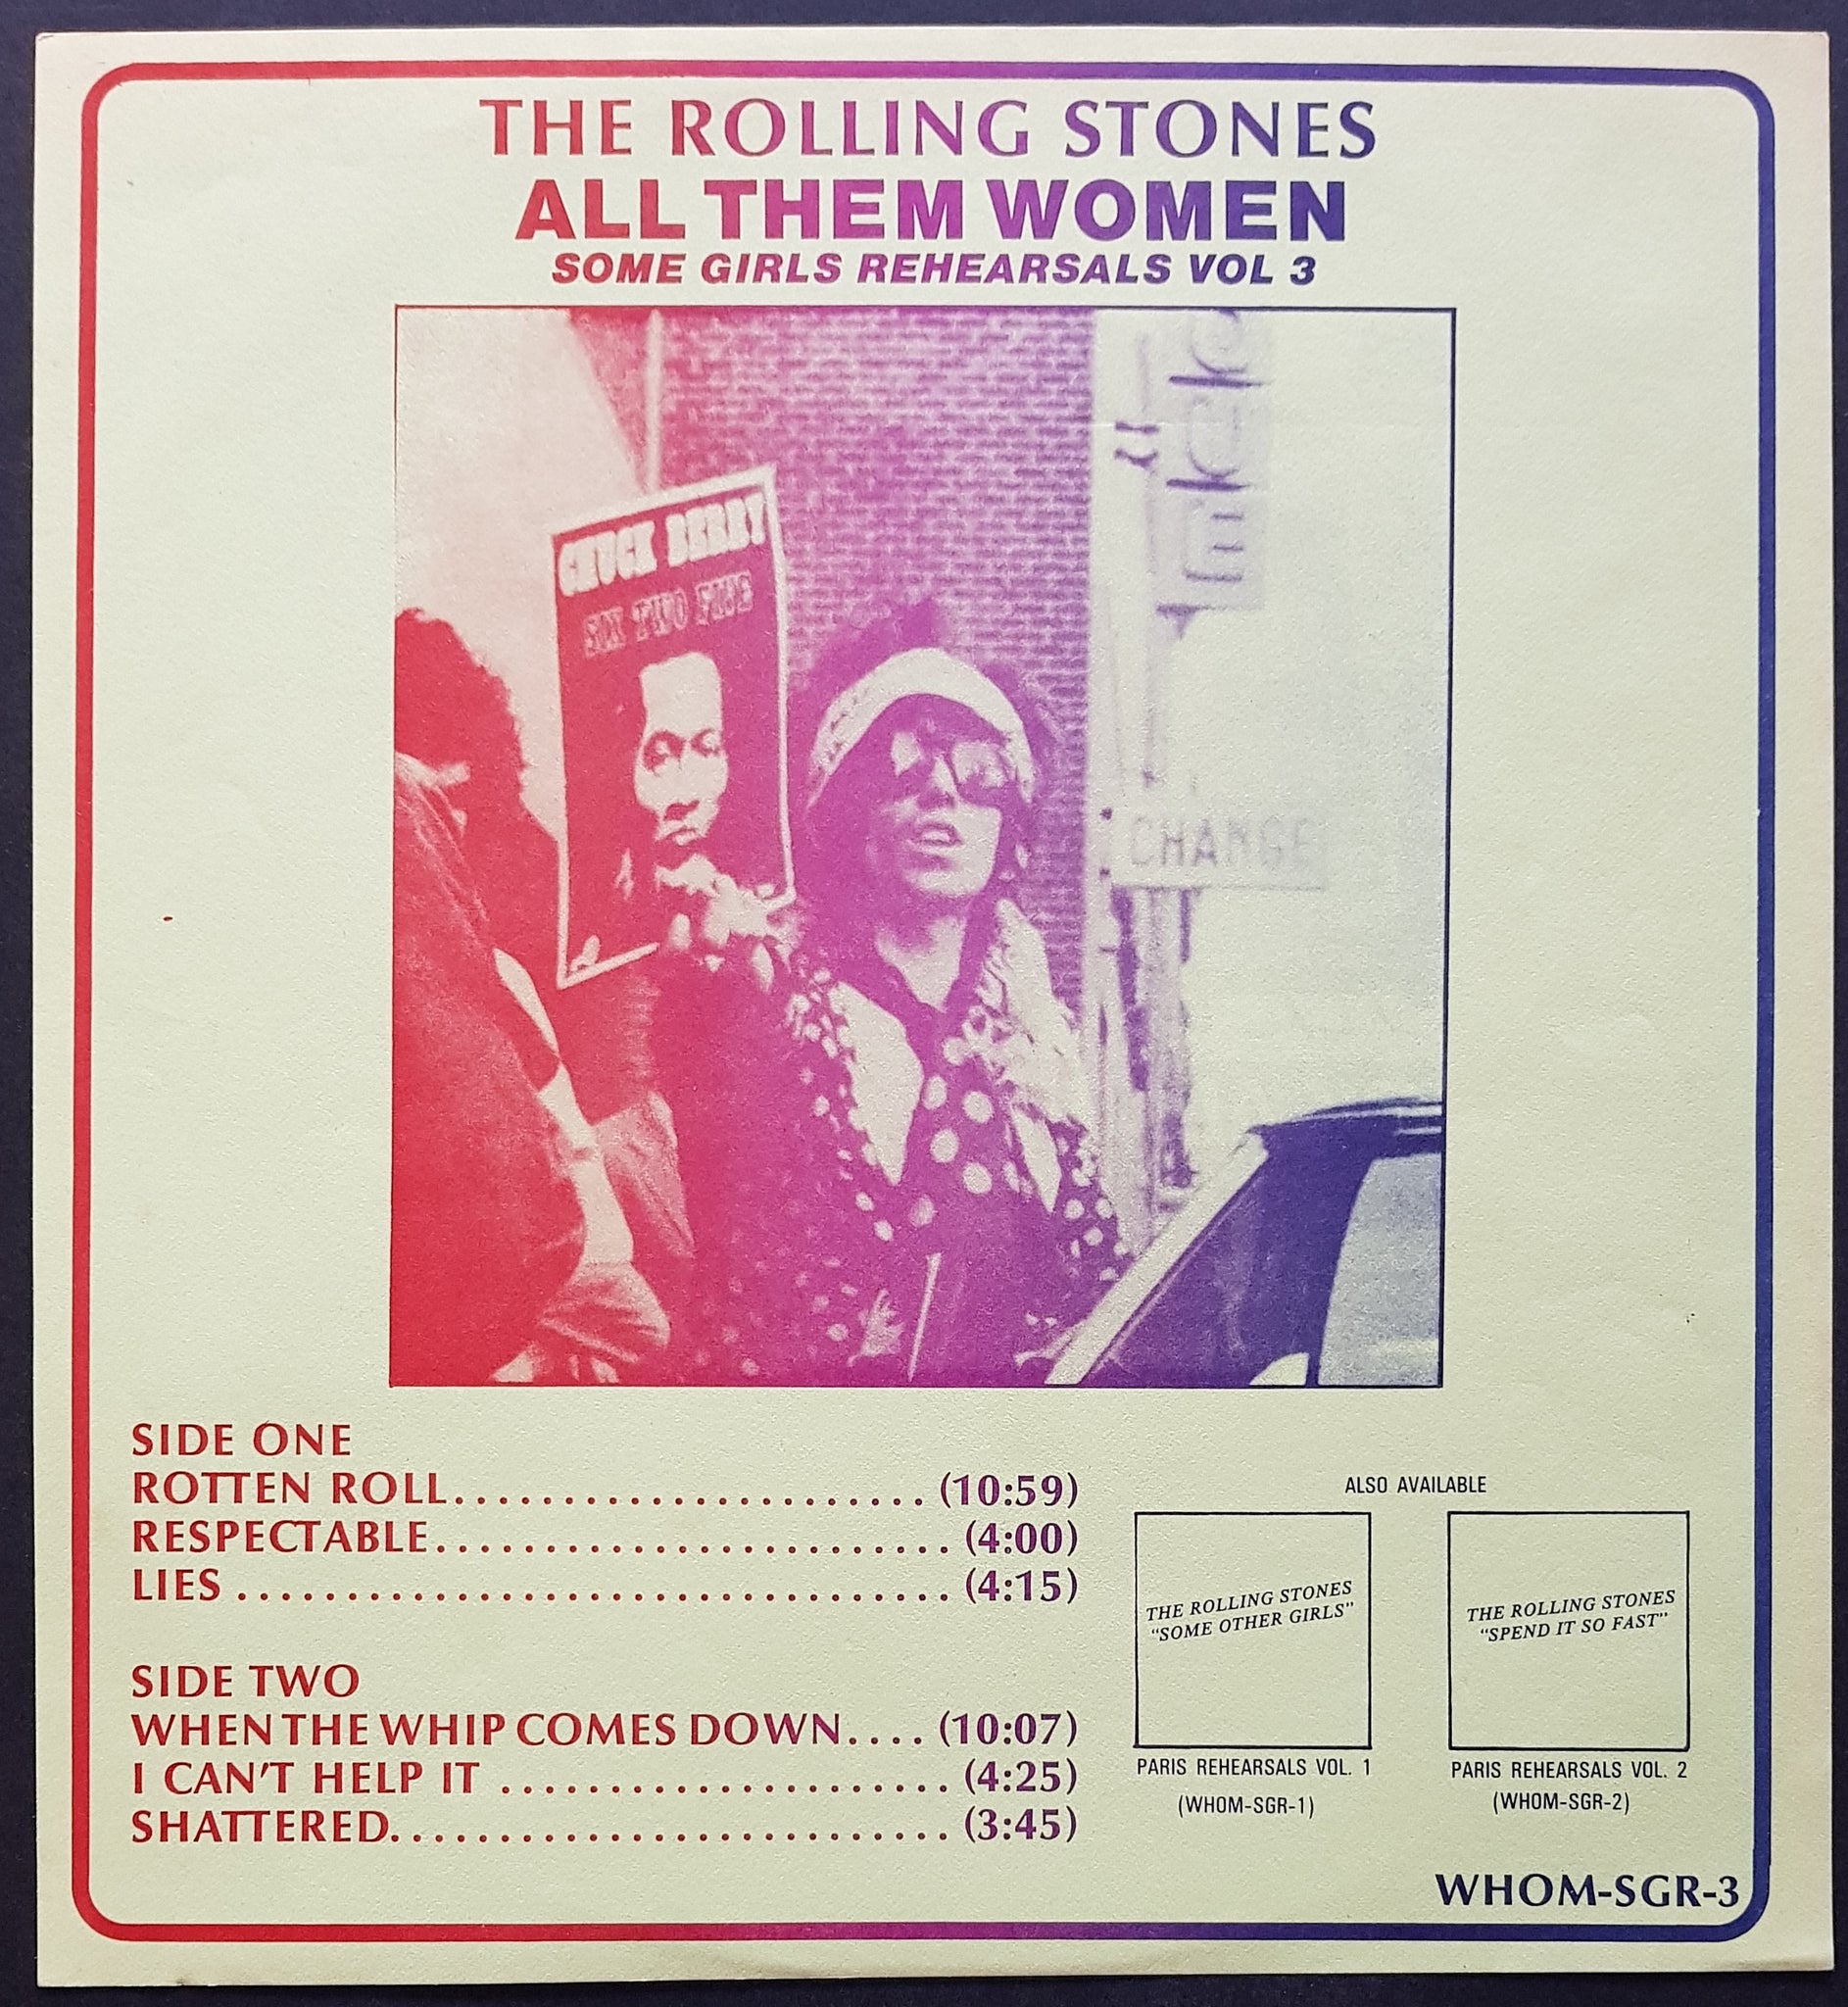 THE ROLLING STONES
ALL THEM WOMEN
SOME GIRLS REHEARSALS VOL 3
CHUCK BERRY
SIX TWO FIVE
CHANGE
SIDE ONE
ROTTEN ROLL........................(10:59)
RESPECTABLE..........................(4:00)
LIES ....................................(4:15)
SIDE TWO
WHEN THE WHIP COMES DOWN....(10:07)
I CAN'T HELP IT .......................(4:25)
SHATTERED............................(3:45)
ALSO AVAILABLE
THE ROLLING STONES
"SOME OTHER GIRLS"
PARIS REHEARSALS VOL. 1
(WHOM-SGR-1)
THE ROLLING STONES
"SPEND IT SO FAST"
PARIS REHEARSALS VOL. 2
(WHOM-SGR-2)
WHOM-SGR-3